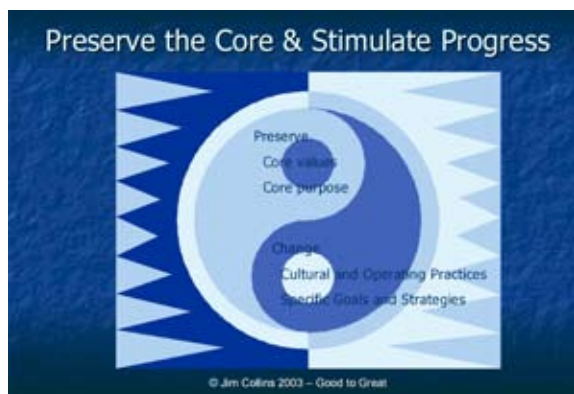 Preserve the Core & Stimulate Progress
Preserve
Core values
Core purpose
Change
Cultural and Operating Practices
Specific Goals and Strategies
© Jim Collins 2003 – Good to Great